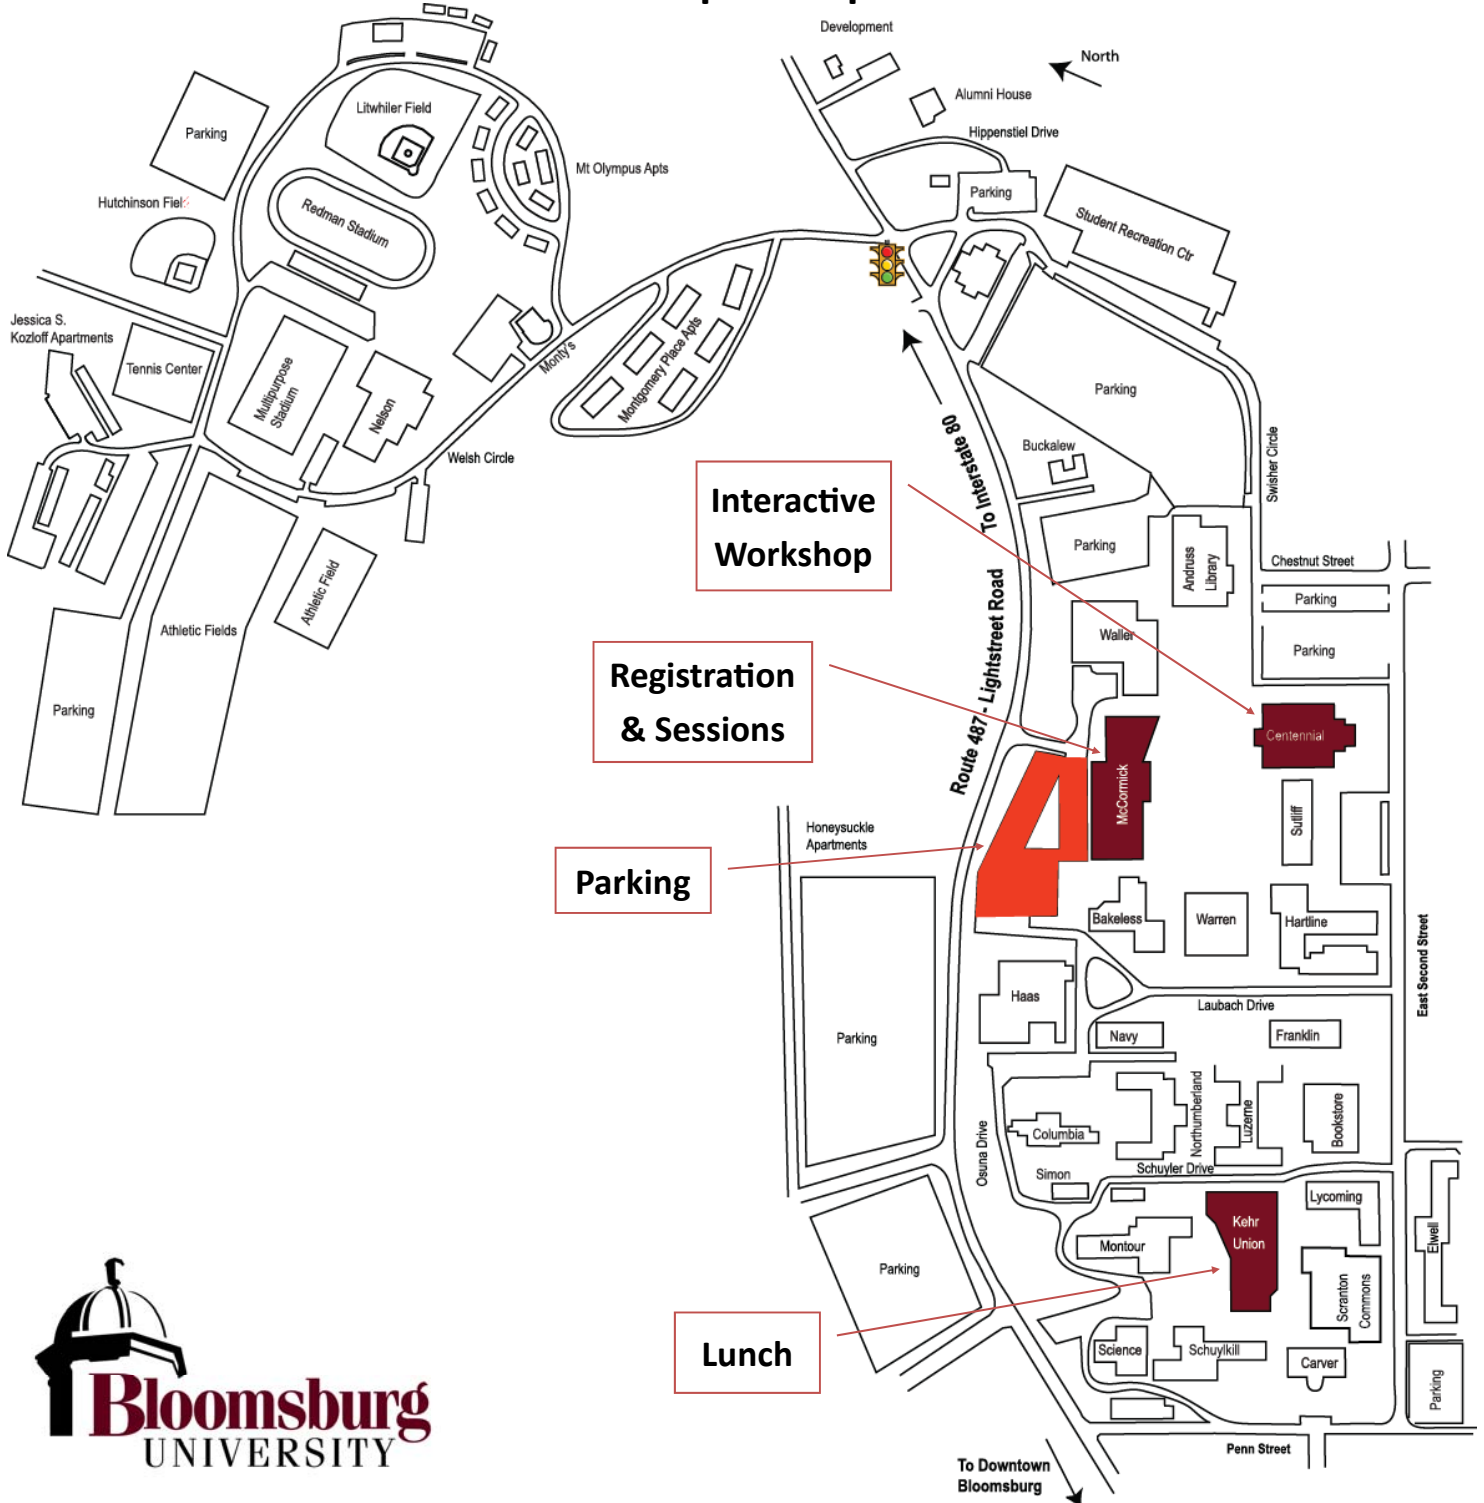 Development
North
Alumni House
Hippenstiel Drive
Parking
Litwhiler Field
Parking
Mt Olympus Apts
Hutchinson Fiel
Redman Stadium
Student Recreation Ctr
Jessica S.
Kozloff Apartments
Tennis Center
Multipurpose
Stadium
Nelson
Monty's
Montgomery Place Apts
Welsh Circle
Parking
Buckalew
Swisher Circle
To Interstate 80
Interactive
Workshop
Parking
Andruss
Library
Chestnut Street
Parking
Athletic Field
Athletic Fields
Waller
Parking
Registration
& Sessions
Route 487 - Lightstreet Road
Parking
Centennial
McCormick
Sutliff
Honeysuckle
Apartments
Parking
Bakeless
Warren
Hartline
East Second Street
Haas
Laubach Drive
Parking
Navy
Franklin
Northumberland
Luzerne
Bookstore
Columbia
Osuna Drive
Simon
Schuyler Drive
Lycoming
Kehr
Union
Montour
Elwell
Parking
Scranton
Commons
Lunch
Science
Schuylkill
Carver
Parking
Bloomsburg
UNIVERSITY
Penn Street
To Downtown
Bloomsburg